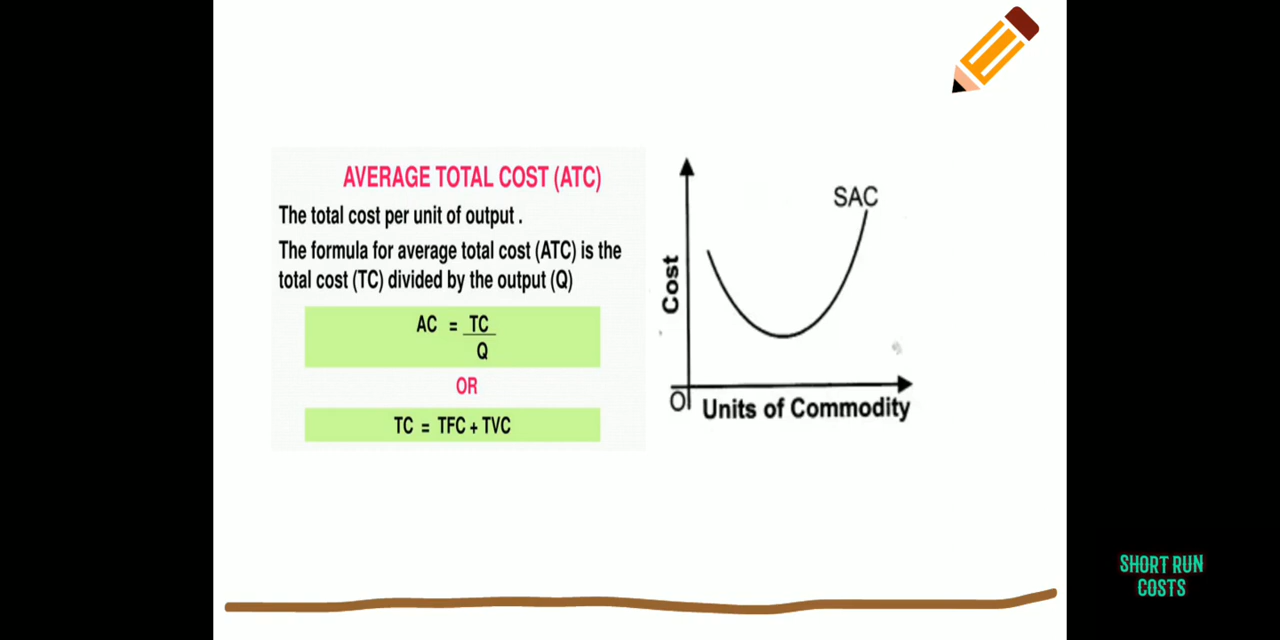 AVERAGE TOTAL COST (ATC)
The total cost per unit of output .
The formula for average total cost (ATC) is the
total cost (TC) divided by the output (Q)
AC = TC
Q
OR
TC = TFC + TVC
SAC
Cost
O
Units of Commodity
SHORT RUN
COSTS